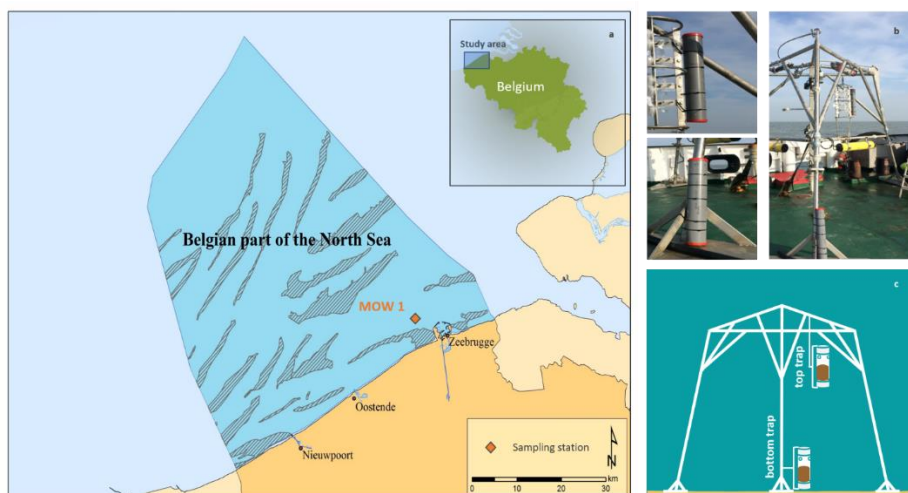 a
Study area
Belgium
Belgian part of the North Sea
MOW 1
Zeebrugge
Oostende
Nieuwpoort
Sampling station
N
km
0 5 10 20 30
b
c
top trap
bottom trap